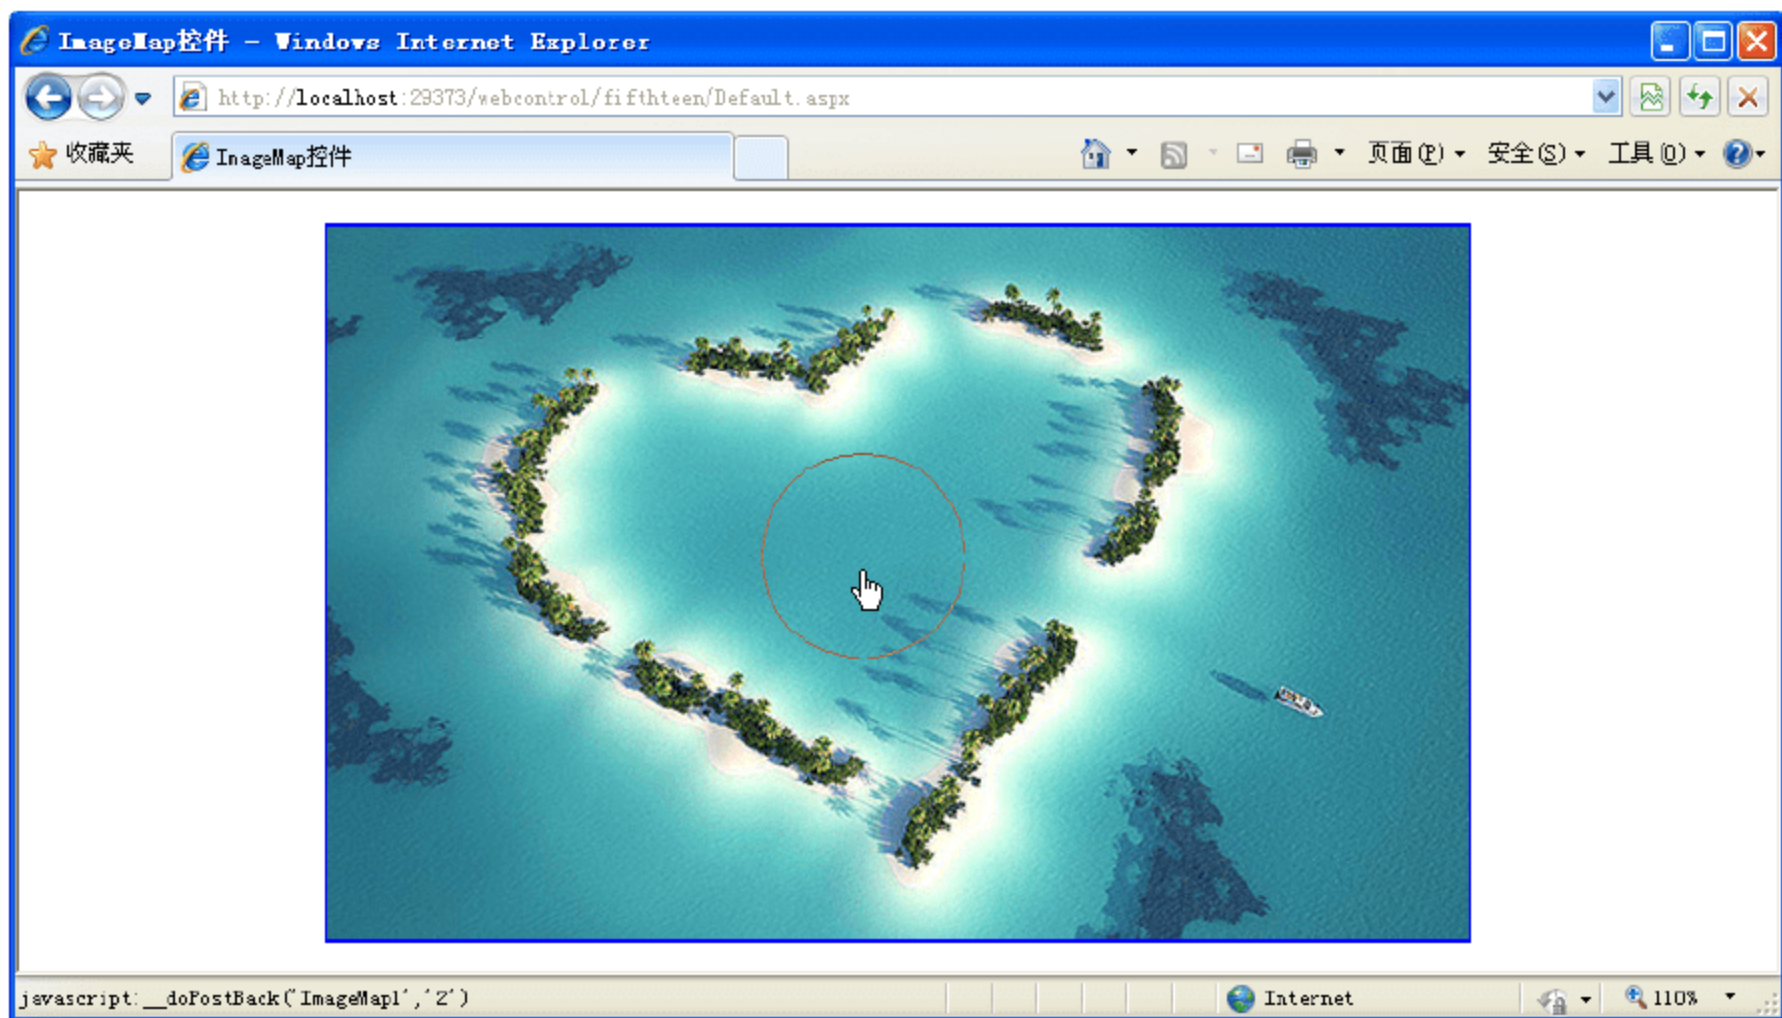 ImageMap控件 - Windows Internet Explorer
http://localhost:29373/webcontrol/fifthteen/Default.aspx
收藏夹
ImageMap控件
页面(P)
安全(S)
工具(O)
javascript:__doPostBack('ImageMap1','2')
Internet
110%